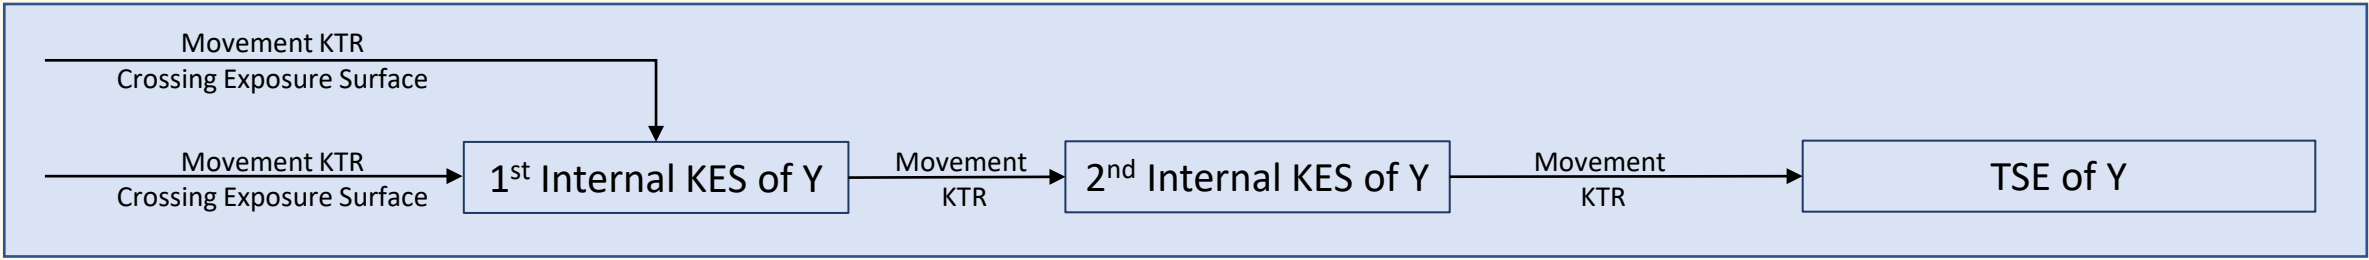 Movement KTR
Crossing Exposure Surface
Movement KTR
Crossing Exposure Surface
1st Internal KES of Y
Movement
KTR
2nd Internal KES of Y
Movement
KTR
TSE of Y